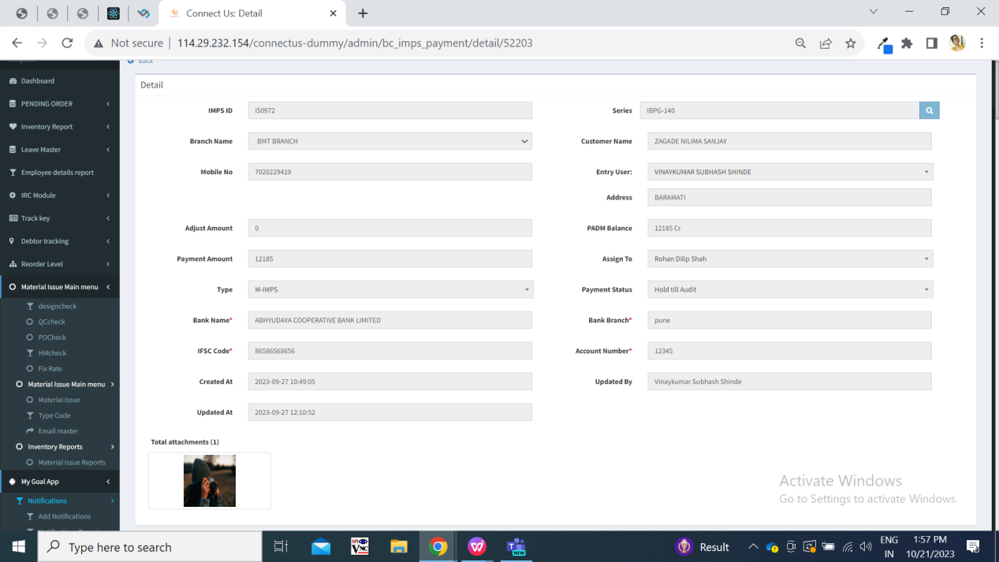 Connect Us: Detail
Not secure 114.29.232.154/connectus-dummy/admin/bc_imps_payment/detail/52203
Back
Dashboard
PENDING ORDER
Inventory Report
Leave Master
Employee details report
IRC Module
Track key
Debtor tracking
Reorder Level
Material Issue Main menu
designcheck
QCcheck
POCheck
HMcheck
Fix Rate
Material Issue Main menu
Material Issue
Type Code
Email master
Inventory Reports
Material Issue Reports
My Goal App
Notifications
Add Notifications
Detail
IMPS ID I50972 Series IBPG-140
Branch Name BMT BRANCH Customer Name ZAGADE NILIMA SANJAY
Mobile No 7020229419 Entry User: VINAYKUMAR SUBHASH SHINDE
Address BARAMATI
Adjust Amount 0 PADM Balance 12185 Cr
Payment Amount 12185 Assign To Rohan Dilip Shah
Type M-IMPS Payment Status Hold till Audit
Bank Name* ABHYUDAYA COOPERATIVE BANK LIMITED Bank Branch* pune
IFSC Code* 86586568656 Account Number* 12345
Created At 2023-09-27 10:49:05 Updated By Vinaykumar Subhash Shinde
Updated At 2023-09-27 12:10:52
Total attachments (1)
Activate Windows
Go to Settings to activate Windows.
Type here to search
Result
ENG
IN
1:57 PM
10/21/2023